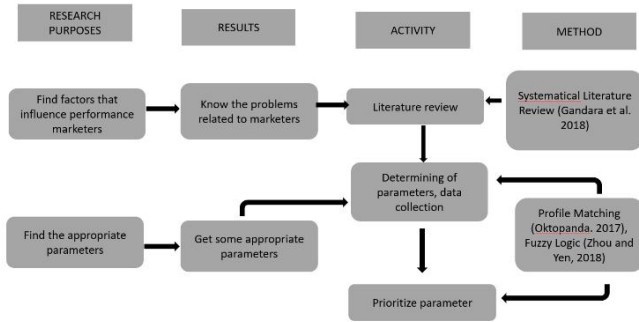 RESEARCH
PURPOSES
RESULTS
ACTIVITY
METHOD
Find factors that
influence performance
marketers
Know the problems
related to marketers
Literature review
Systematical Literature
Review (Gandara et al.
2018)
Determining of
parameters, data
collection
Find the appropriate
parameters
Get some appropriate
parameters
Profile Matching
(Oktopanda. 2017),
Fuzzy Logic (Zhou and
Yen, 2018)
Prioritize parameter